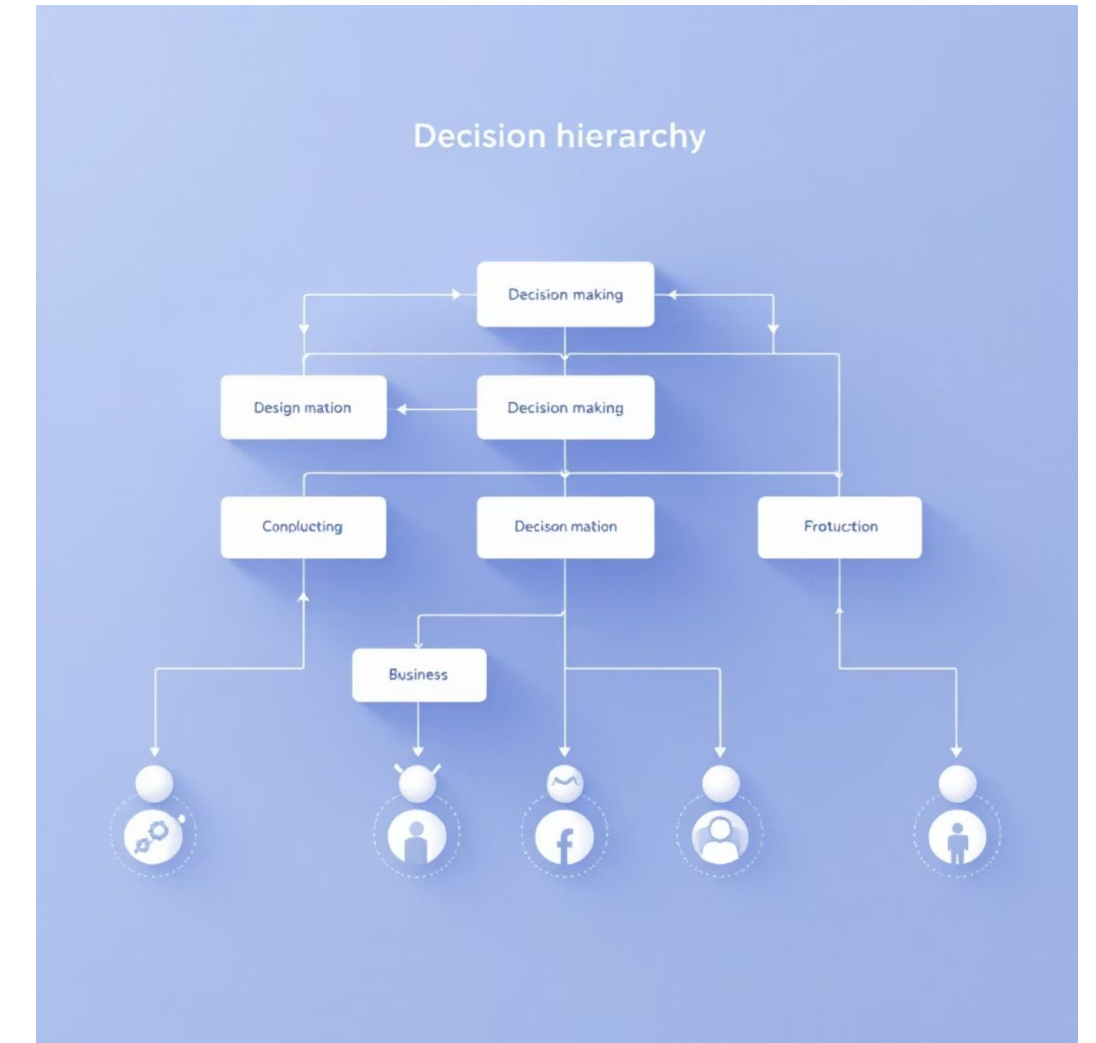 Decision hierarchy
Decision making
Design mation
Decision making
Conplucting
Decison mation
Frotuction
Business